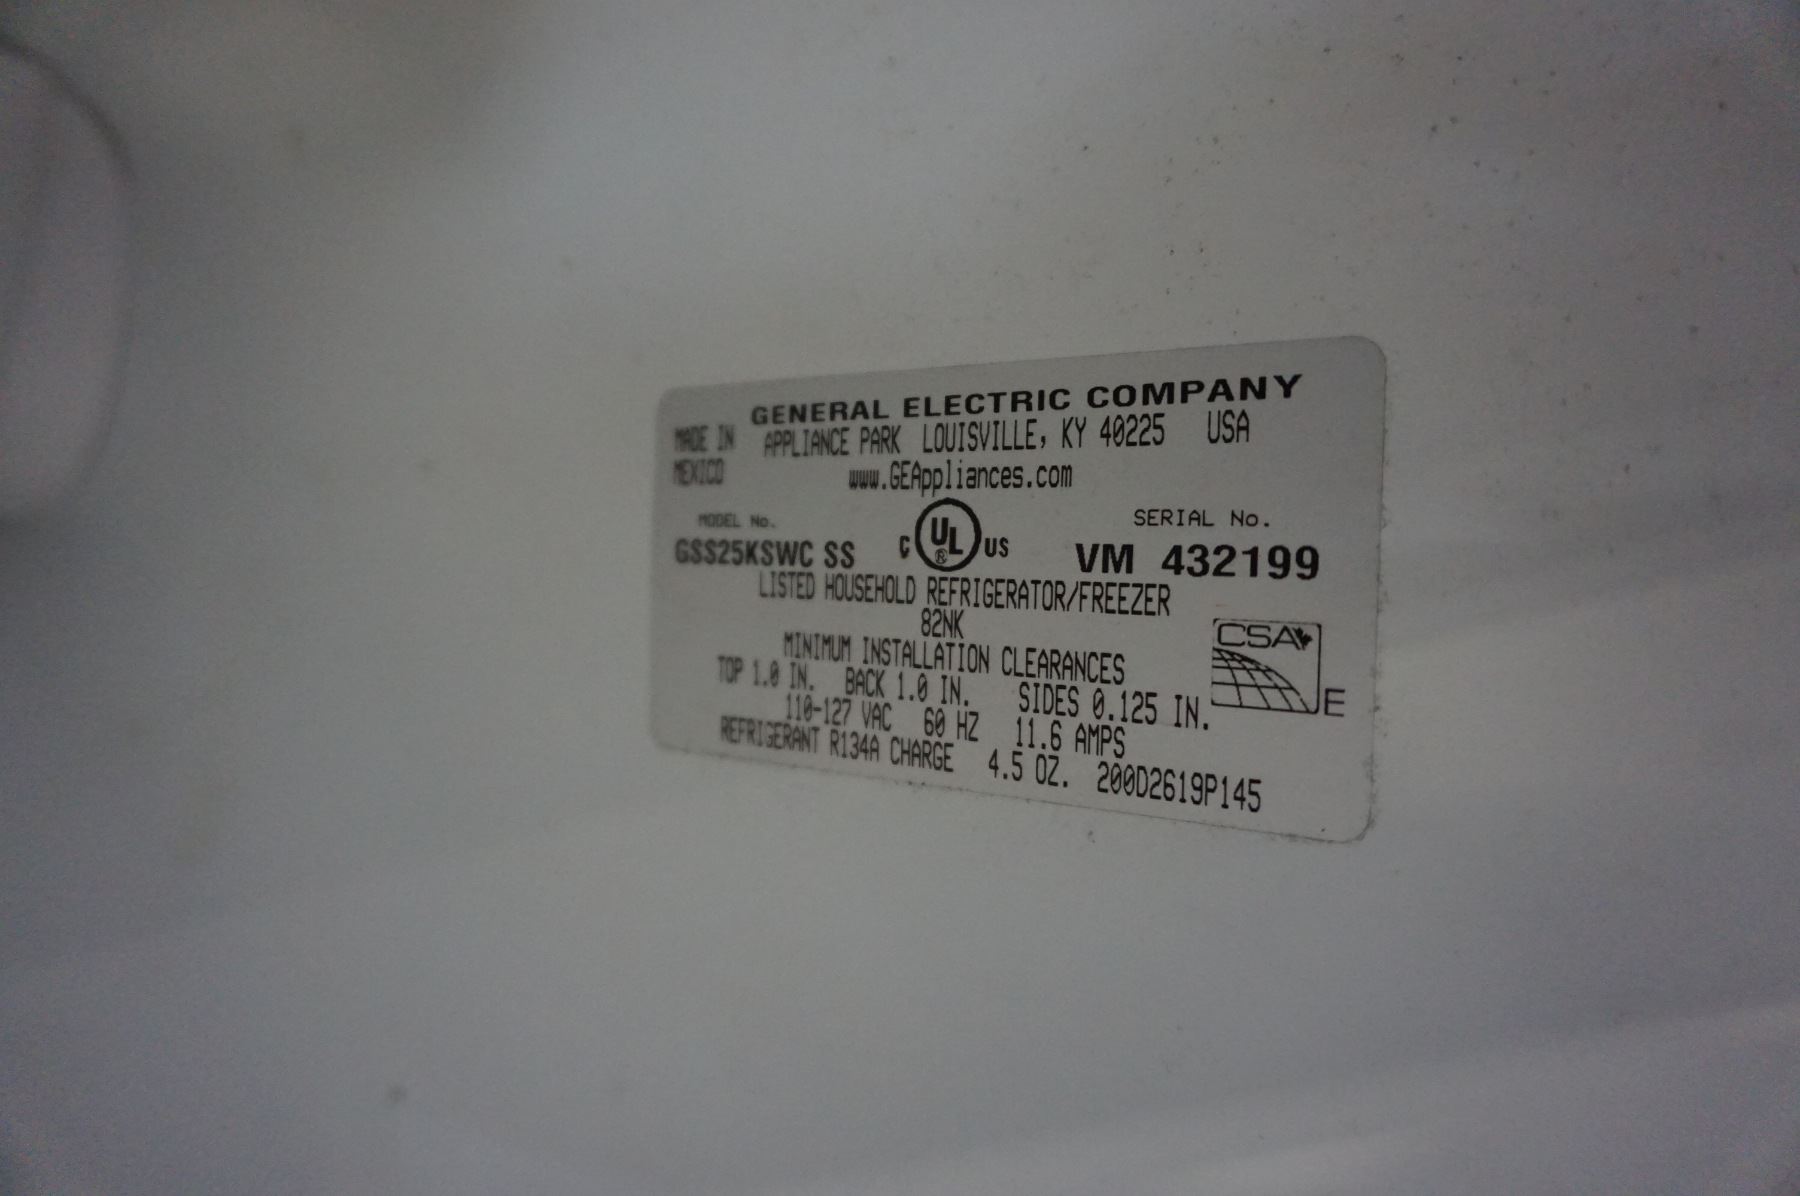 GENERAL ELECTRIC COMPANY
MADE IN APPLIANCE PARK LOUISVILLE, KY 40225 USA
MEXICO www.GEAppliances.com
MODEL No. SERIAL No.
GSS25KSWC SS C UL ® US VM 432199
LISTED HOUSEHOLD REFRIGERATOR/FREEZER
82NK
MINIMUM INSTALLATION CLEARANCES
TOP 1.0 IN. BACK 1.0 IN. SIDES 0.125 IN.
110-127 VAC 60 HZ 11.6 AMPS
REFRIGERANT R134A CHARGE 4.5 OZ. 200D2619P145
CSA
E